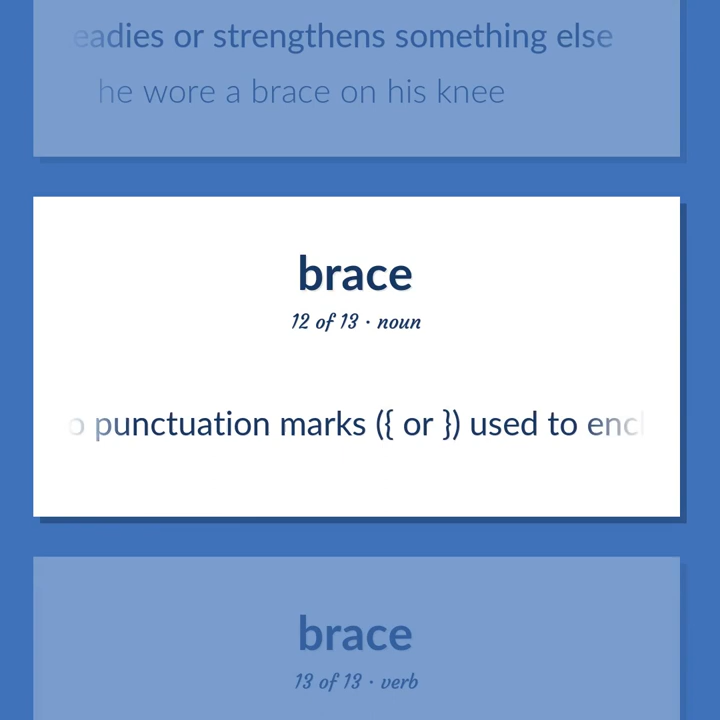 eadies or strengthens something else
he wore a brace on his knee
brace
12 of 13 · noun
o punctuation marks ({ or }) used to encl
brace
13 of 13 · verb